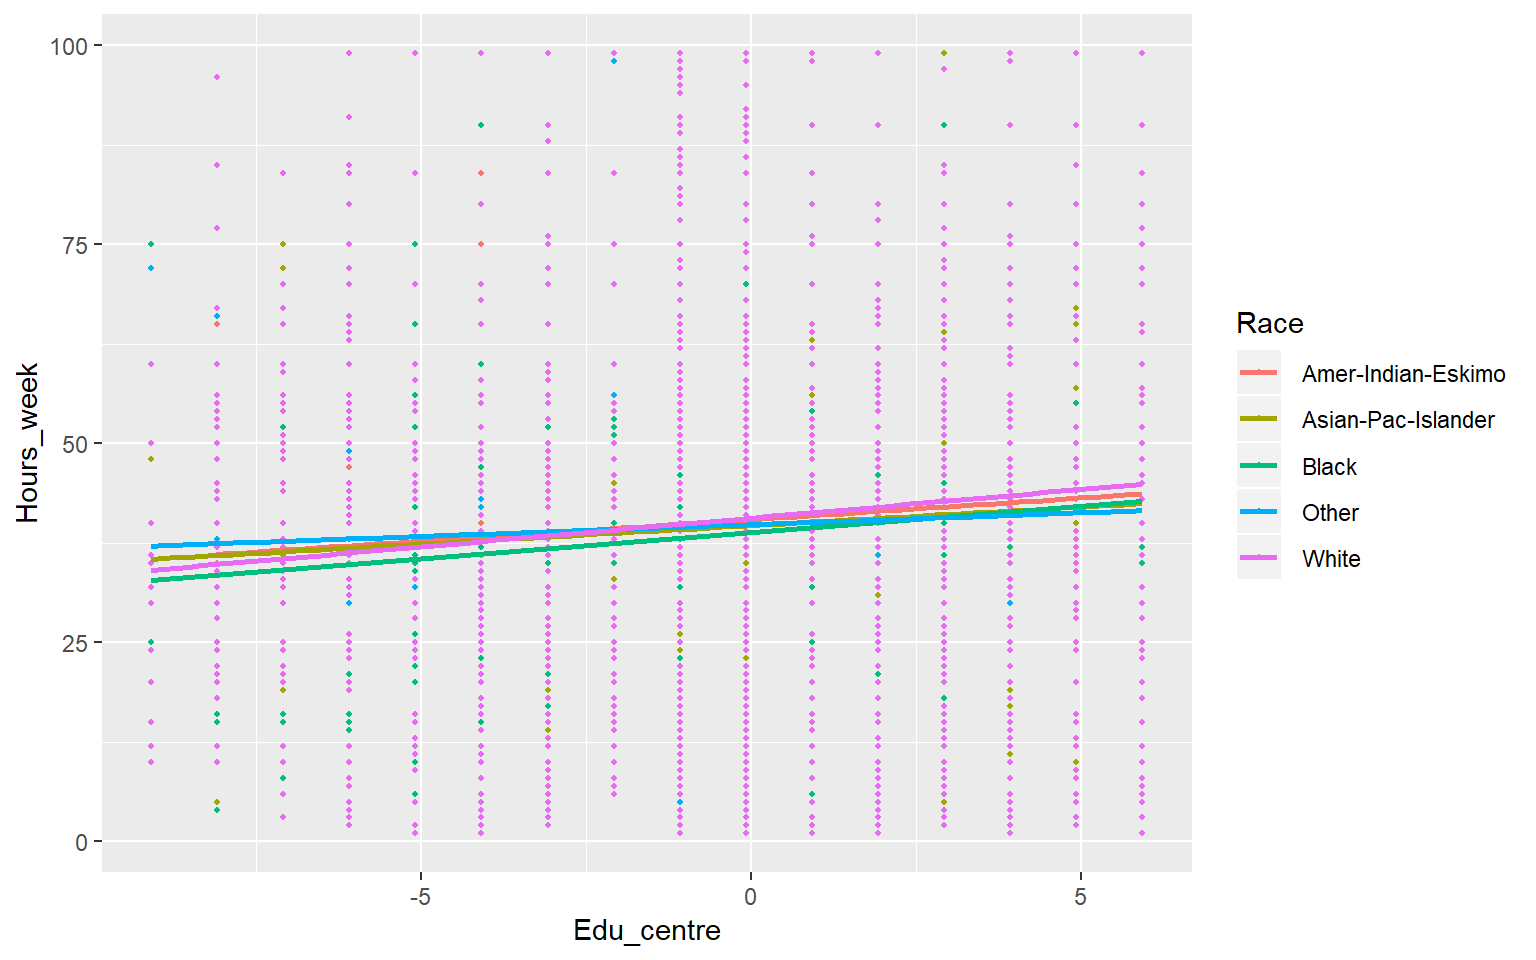 100
75
50
25
0
Hours_week
-5
0
5
Edu_centre
Race
Amer-Indian-Eskimo
Asian-Pac-Islander
Black
Other
White